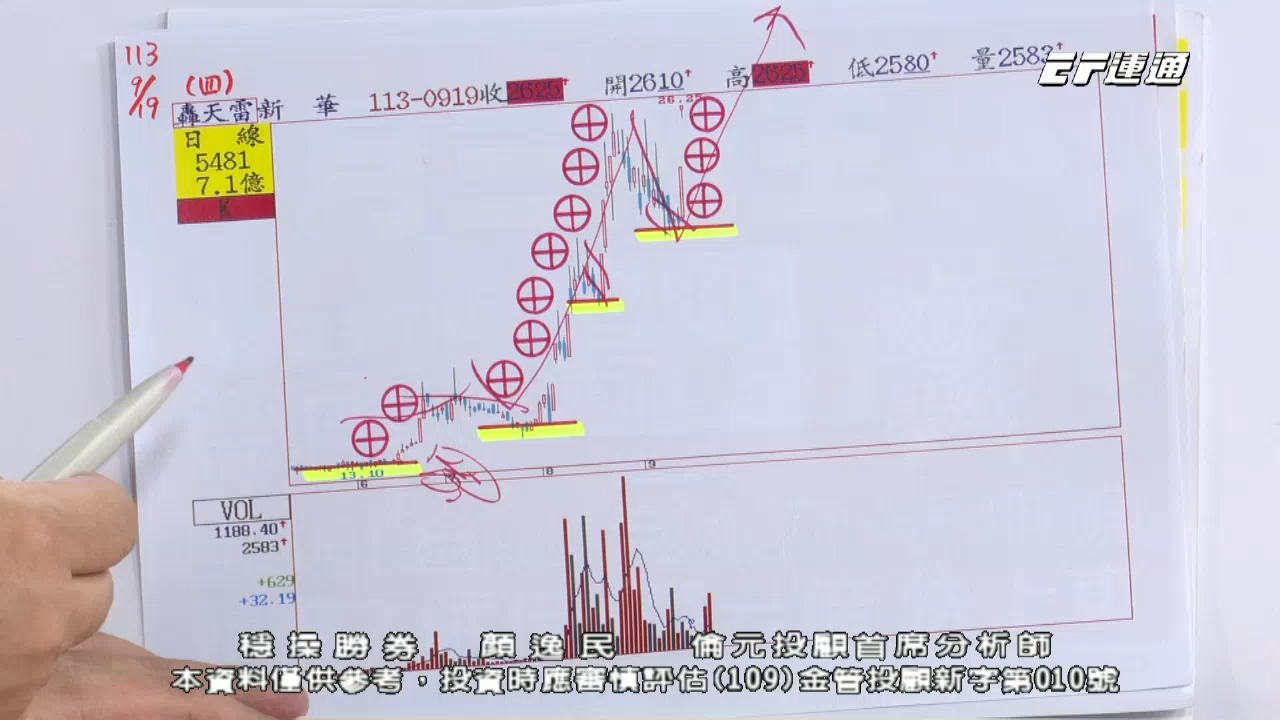 113
9/19
(四)
EF運通
轟天雷新 華 113-0919收2625↑ 開2610↑ 高2625↑ 低2580↑ 量2583↑
26.25
日 線
5481
7.1億
K
13.10
6
8
9
VOL
1188.40↑
2583↑
+629
+32.19
穩操勝券 顏逸民 倫元投顧首席分析師
本資料僅供參考，投資時應審慎評估(109)金管投顧新字第010號